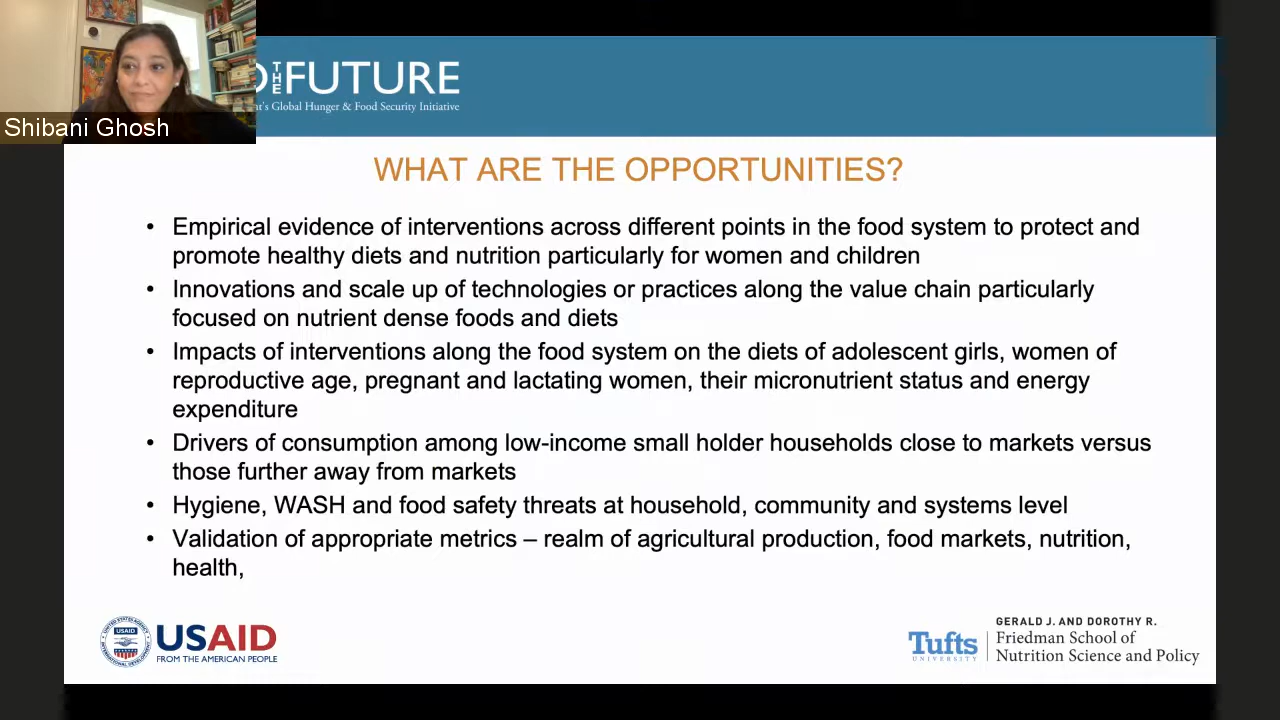 THE FUTURE
nt's Global Hunger & Food Security Initiative
Shibani Ghosh
WHAT ARE THE OPPORTUNITIES?
• Empirical evidence of interventions across different points in the food system to protect and
promote healthy diets and nutrition particularly for women and children
• Innovations and scale up of technologies or practices along the value chain particularly
focused on nutrient dense foods and diets
• Impacts of interventions along the food system on the diets of adolescent girls, women of
reproductive age, pregnant and lactating women, their micronutrient status and energy
expenditure
• Drivers of consumption among low-income small holder households close to markets versus
those further away from markets
• Hygiene, WASH and food safety threats at household, community and systems level
• Validation of appropriate metrics – realm of agricultural production, food markets, nutrition,
health,
USAID
USAID
FROM THE AMERICAN PEOPLE
Tufts
UNIVERSITY
GERALD J. AND DOROTHY R.
Friedman School of
Nutrition Science and Policy